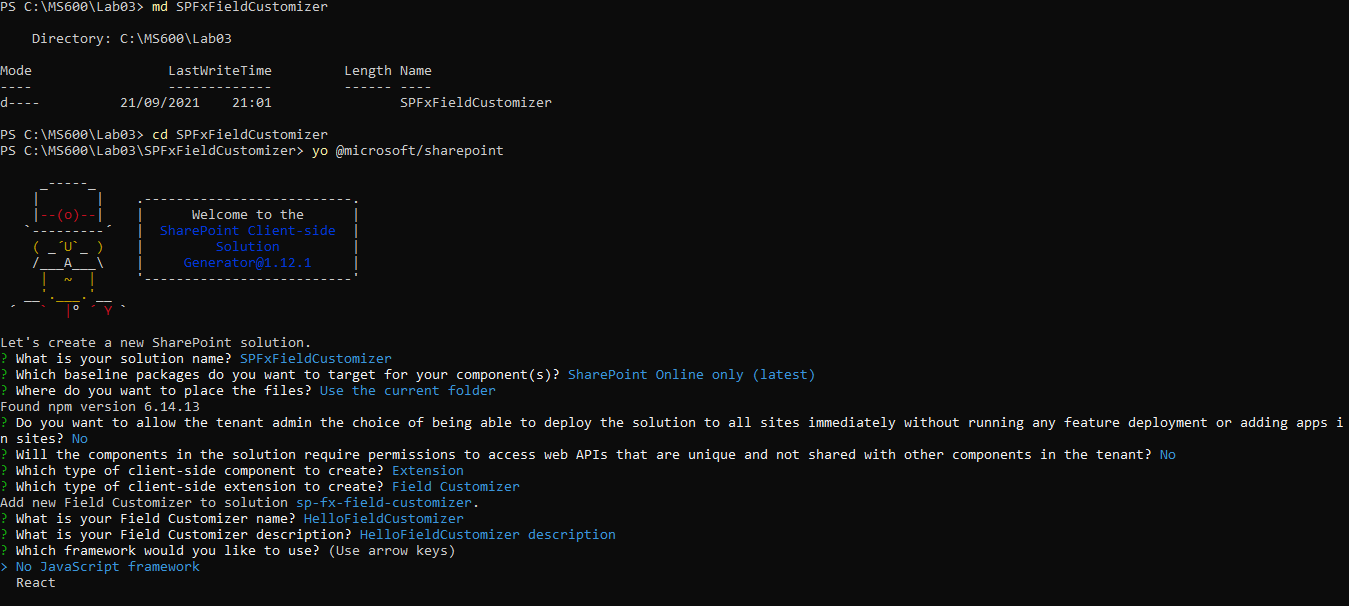 PS C:\MS600\Lab03> md SPFxFieldCustomizer
Directory: C:\MS600\Lab03
Mode                 LastWriteTime         Length Name
----                 -------------         ------ ----
d----          21/09/2021    21:01                SPFxFieldCustomizer
PS C:\MS600\Lab03> cd SPFxFieldCustomizer
PS C:\MS600\Lab03\SPFxFieldCustomizer> yo @microsoft/sharepoint
     _-----_
    |       |    .--------------------------.
    |--(o)--|    |      Welcome to the      |
   `---------´   |  SharePoint Client-side  |
    ( _´U`_ )    |         Solution         |
    /___A___\    |     Generator@1.12.1     |
     |  ~  |     '--------------------------'
   __'.___.'__
 ´   `  |° ´ Y `
Let's create a new SharePoint solution.
? What is your solution name? SPFxFieldCustomizer
? Which baseline packages do you want to target for your component(s)? SharePoint Online only (latest)
? Where do you want to place the files? Use the current folder
Found npm version 6.14.13
? Do you want to allow the tenant admin the choice of being able to deploy the solution to all sites immediately without running any feature deployment or adding apps i
n sites? No
? Will the components in the solution require permissions to access web APIs that are unique and not shared with other components in the tenant? No
? Which type of client-side component to create? Extension
? Which type of client-side extension to create? Field Customizer
Add new Field Customizer to solution sp-fx-field-customizer.
? What is your Field Customizer name? HelloFieldCustomizer
? What is your Field Customizer description? HelloFieldCustomizer description
? Which framework would you like to use? (Use arrow keys)
> No JavaScript framework
React